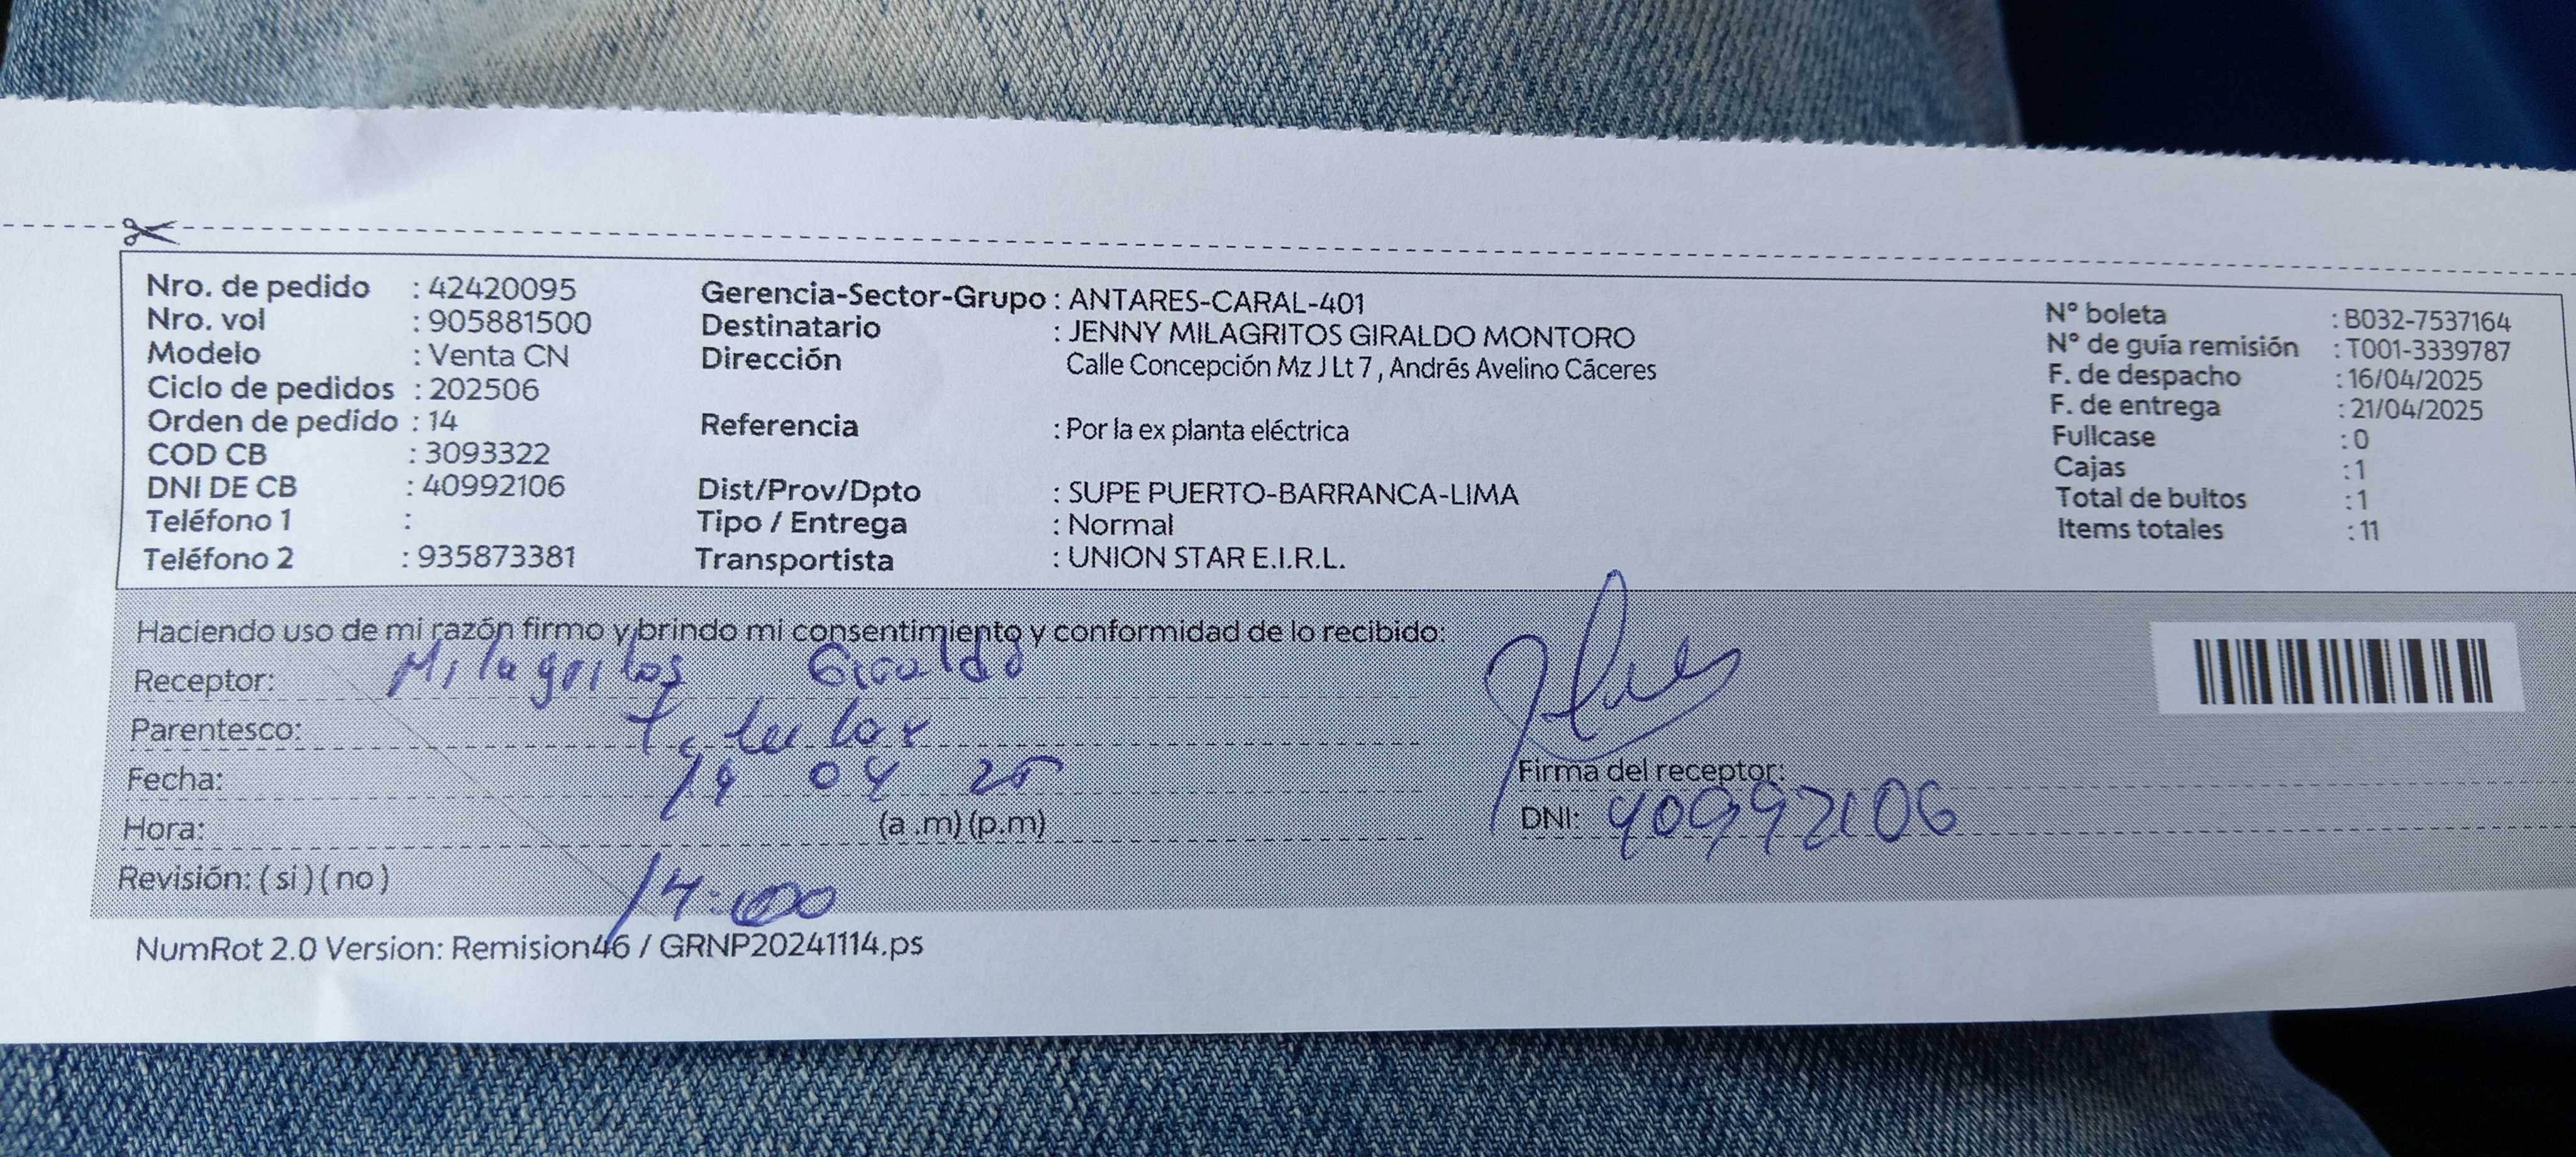 Nro. de pedido : 42420095
Nro. vol : 905881500
Modelo : Venta CN
Ciclo de pedidos : 202506
Orden de pedido : 14
COD CB : 3093322
DNI DE CB : 40992106
Teléfono 1 :
Teléfono 2 : 935873381
Gerencia-Sector-Grupo : ANTARES-CARAL-401
Destinatario : JENNY MILAGRITOS GIRALDO MONTORO
Dirección Calle Concepción Mz J Lt 7 , Andrés Avelino Cáceres
Referencia : Por la ex planta eléctrica
Dist/Prov/Dpto : SUPE PUERTO-BARRANCA-LIMA
Tipo / Entrega : Normal
Transportista : UNION STAR E.I.R.L.
N° boleta : B032-7537164
N° de guía remisión : T001-3339787
F. de despacho : 16/04/2025
F. de entrega : 21/04/2025
Fullcase : 0
Cajas : 1
Total de bultos : 1
Items totales : 11
Haciendo uso de mi razón firmo y brindo mi consentimiento y conformidad de lo recibido:
Receptor: Milagritos Giraldo
Parentesco: Titular
Fecha: 19 04 25
Hora: (a .m) (p.m)
Revisión: ( si ) ( no ) 14:00
Firma del receptor:
DNI: 40992106
NumRot 2.0 Version: Remision46 / GRNP20241114.ps